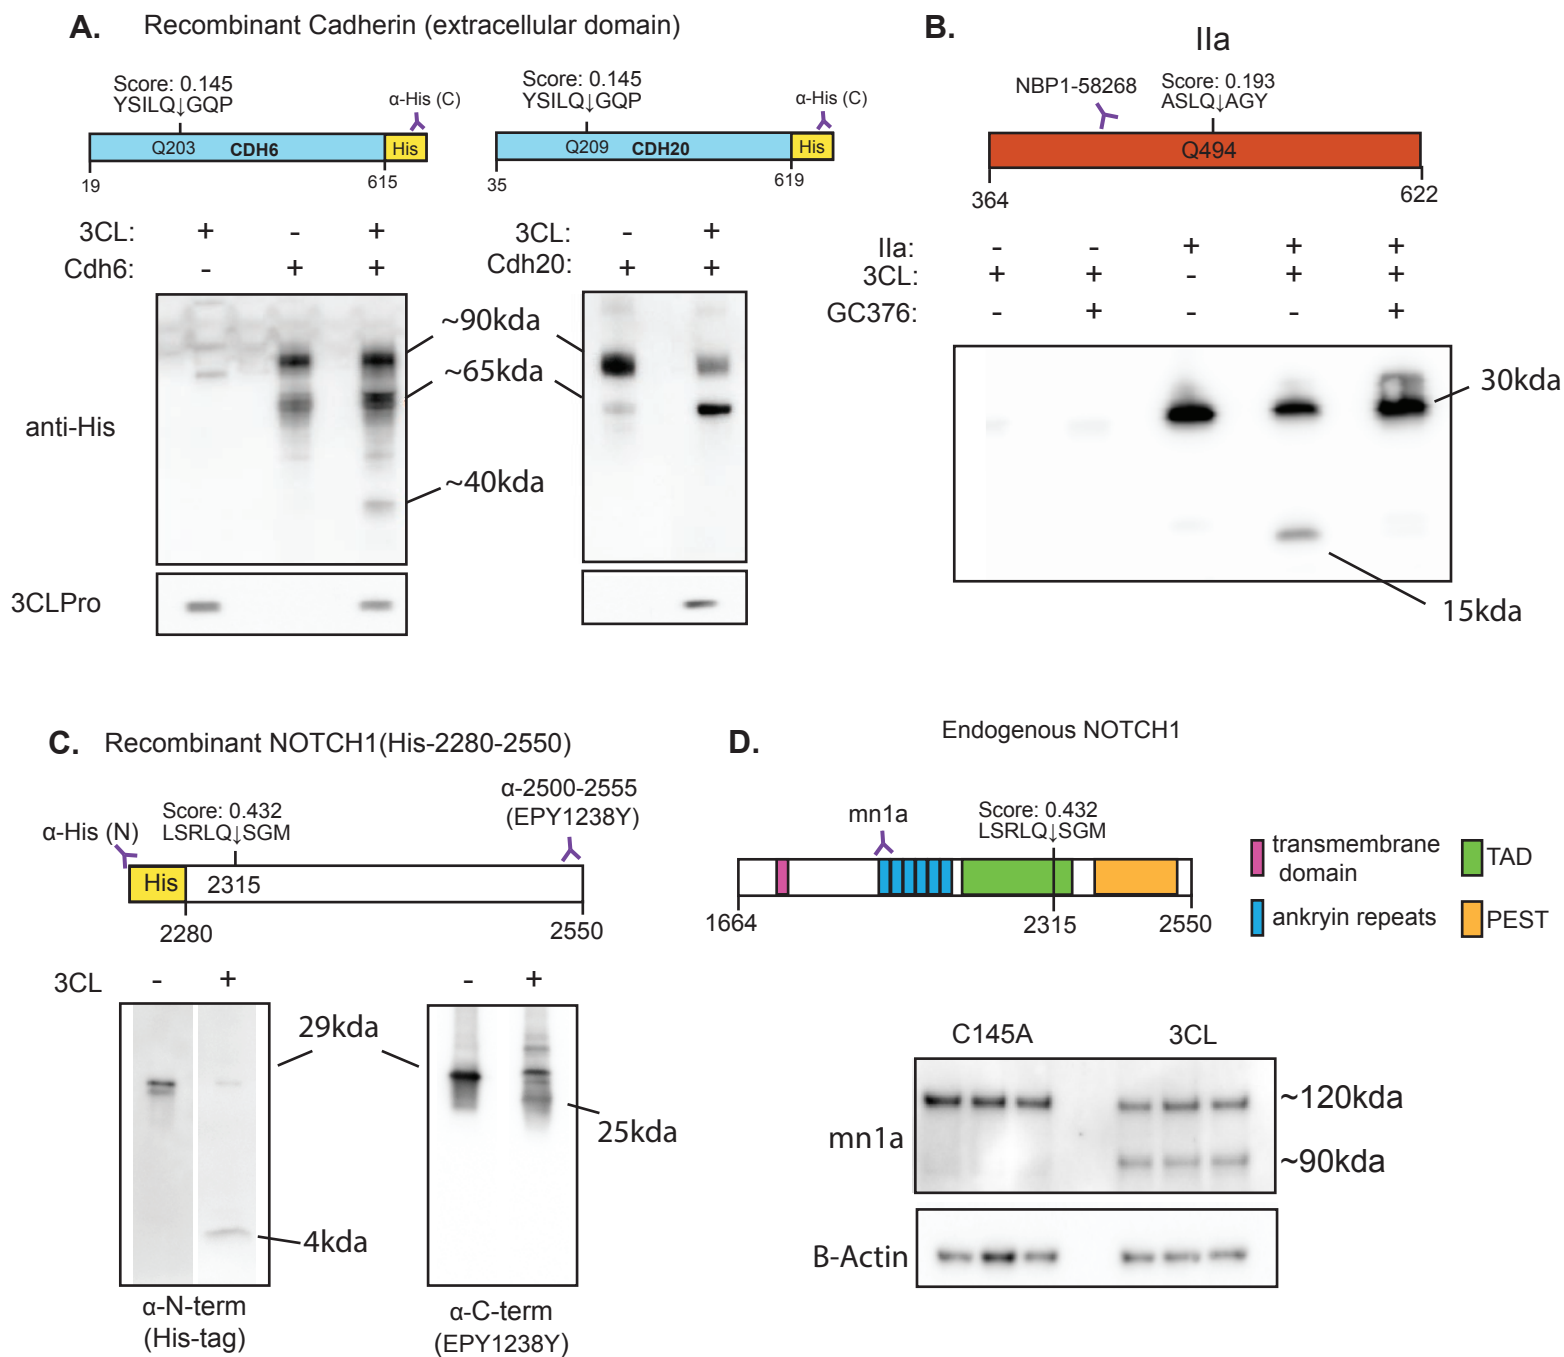 A. Recombinant Cadherin (extracellular domain)
Score: 0.145
YSILQ↓GQP
α-His (C)
Q203 CDH6 His
19 615
Score: 0.145
YSILQ↓GQP
α-His (C)
Q209 CDH20 His
35 619
3CL: + - +
Cdh6: - + +
3CL: - +
Cdh20: + +
~90kda
~65kda
~40kda
anti-His
3CLPro
B. IIa
NBP1-58268
Score: 0.193
ASLQ↓AGY
Q494
364 622
IIa: - - + + +
3CL: + + - + +
GC376: - + - - +
30kda
15kda
C. Recombinant NOTCH1(His-2280-2550)
α-His (N)
Score: 0.432
LSRLQ↓SGM
α-2500-2555
(EPY1238Y)
His 2315
2280 2550
3CL - + - +
29kda
25kda
4kda
α-N-term
(His-tag)
α-C-term
(EPY1238Y)
D. Endogenous NOTCH1
mn1a
Score: 0.432
LSRLQ↓SGM
1664 2315 2550
transmembrane
domain
TAD
ankryin repeats
PEST
C145A 3CL
mn1a
~120kda
~90kda
B-Actin